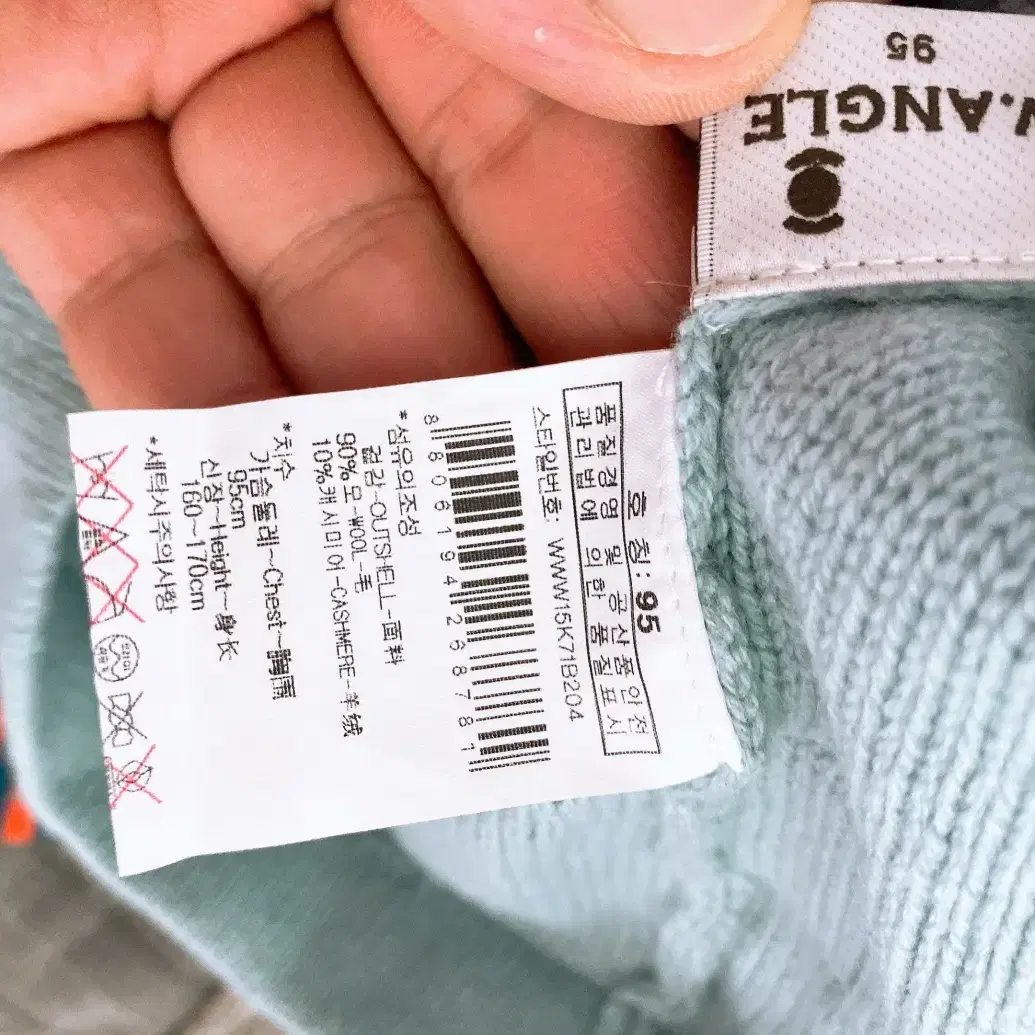 95
W.ANGLE
호칭: 95
품질경영 및 공산품안전
관리법에 의한 품질표시
스타일번호: WWW15K71B204
8806194268781
*섬유의조성
겉감-OUTSHELL-面料
90%모-WOOL-毛
10%캐시미어-CASHMERE-羊绒
*치수
가슴둘레-Chest-胸围
95cm
신장-Height-身长
160~170cm
*세탁시주의사항